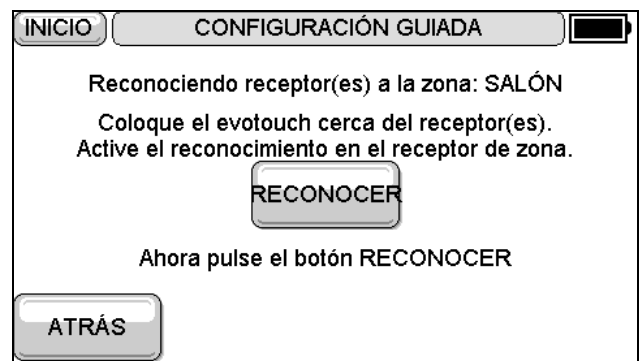 INICIO
CONFIGURACIÓN GUIADA
Reconociendo receptor(es) a la zona: SALÓN
Coloque el evotouch cerca del receptor(es).
Active el reconocimiento en el receptor de zona.
RECONOCER
Ahora pulse el botón RECONOCER
ATRÁS